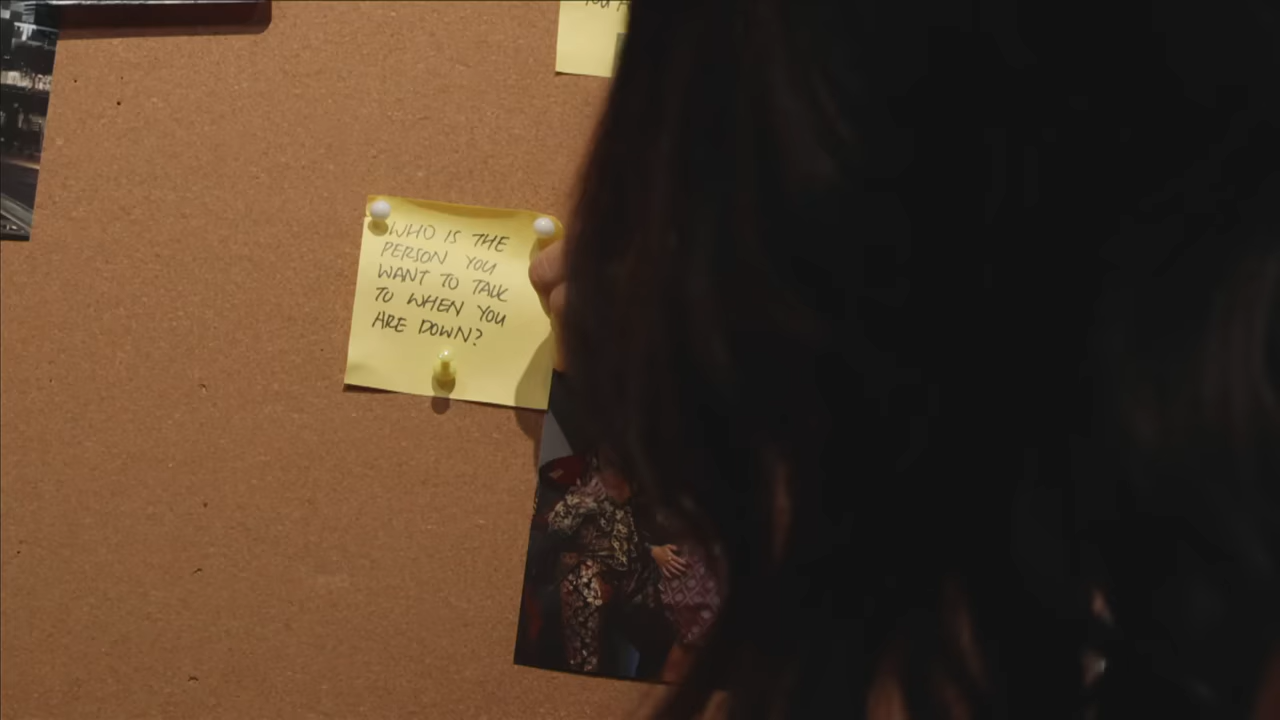 WHO IS THE
PERSON YOU
WANT TO TALK
TO WHEN YOU
ARE DOWN?